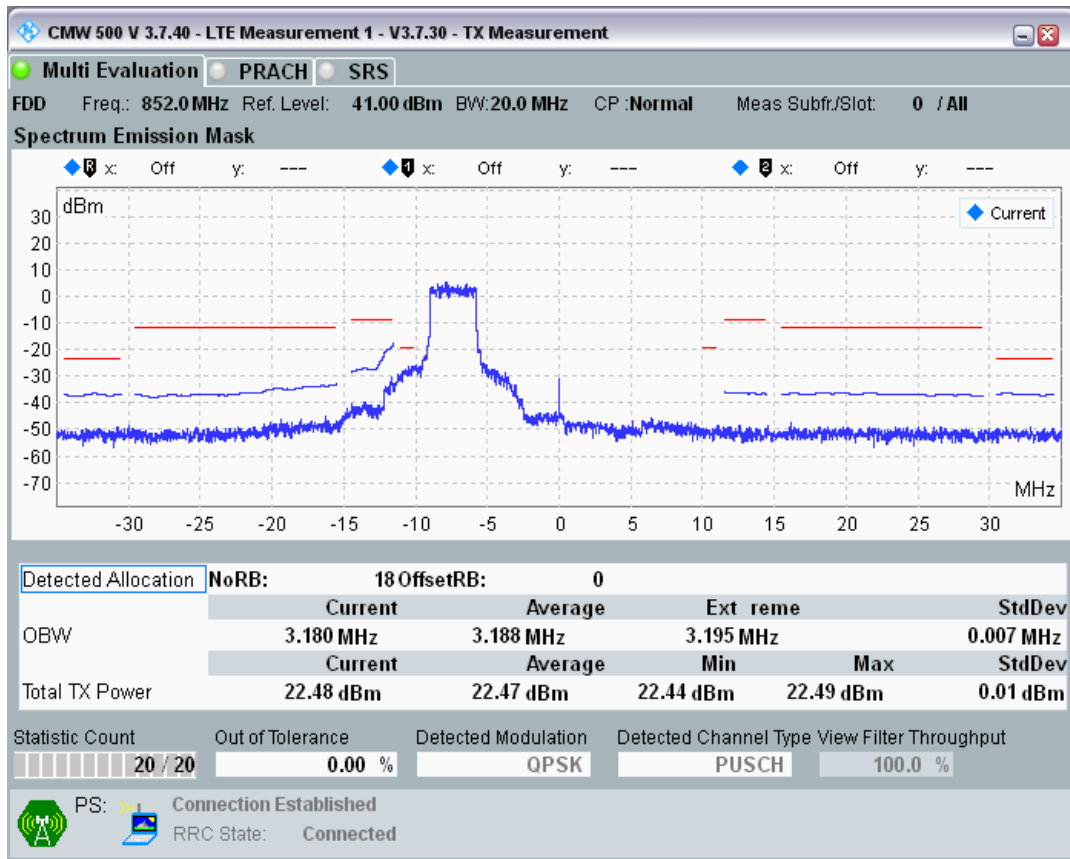 CMW 500 V 3.7.40 - LTE Measurement 1 - V3.7.30 - TX Measurement
Multi Evaluation PRACH SRS
FDD Freq.: 852.0 MHz Ref. Level: 41.00 dBm BW:20.0 MHz CP :Normal Meas Subfr./Slot: 0 / All
Spectrum Emission Mask
R x: Off y: --- 1 x: Off y: --- 2 x: Off y: ---
dBm
Current
30
20
10
0
-10
-20
-30
-40
-50
-60
-70
MHz
-30 -25 -20 -15 -10 -5 0 5 10 15 20 25 30
Detected Allocation NoRB: 18 OffsetRB: 0
Current Average Ext reme StdDev
OBW 3.180 MHz 3.188 MHz 3.195 MHz 0.007 MHz
Current Average Min Max StdDev
Total TX Power 22.48 dBm 22.47 dBm 22.44 dBm 22.49 dBm 0.01 dBm
Statistic Count Out of Tolerance Detected Modulation Detected Channel Type View Filter Throughput
20 / 20 0.00 % QPSK PUSCH 100.0 %
PS: Connection Established
RRC State: Connected